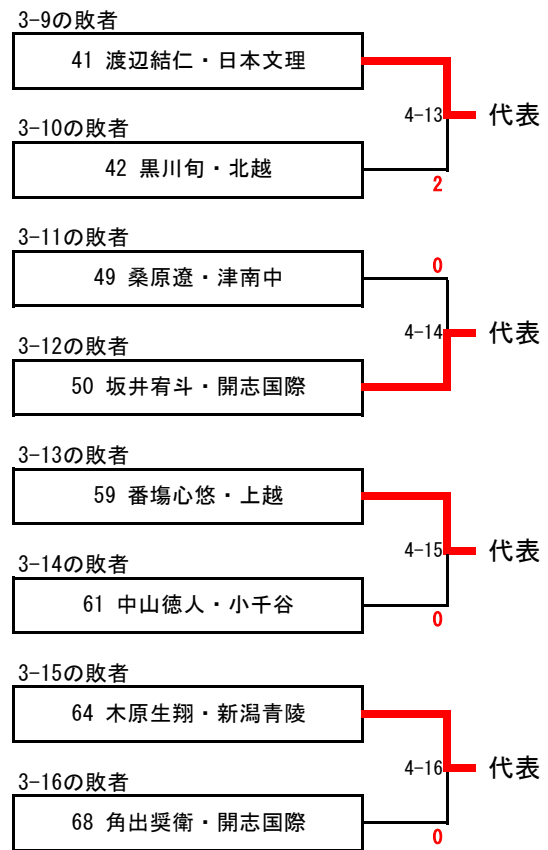 3-9の敗者
41 渡辺結仁・日本文理
4-13
代表
3-10の敗者
42 黒川旬・北越
2
3-11の敗者
0
49 桑原遼・津南中
4-14
代表
3-12の敗者
50 坂井宥斗・開志国際
3-13の敗者
59 番場心悠・上越
4-15
代表
3-14の敗者
61 中山徳人・小千谷
0
3-15の敗者
64 木原生翔・新潟青陵
4-16
代表
3-16の敗者
68 角出奨衛・開志国際
0